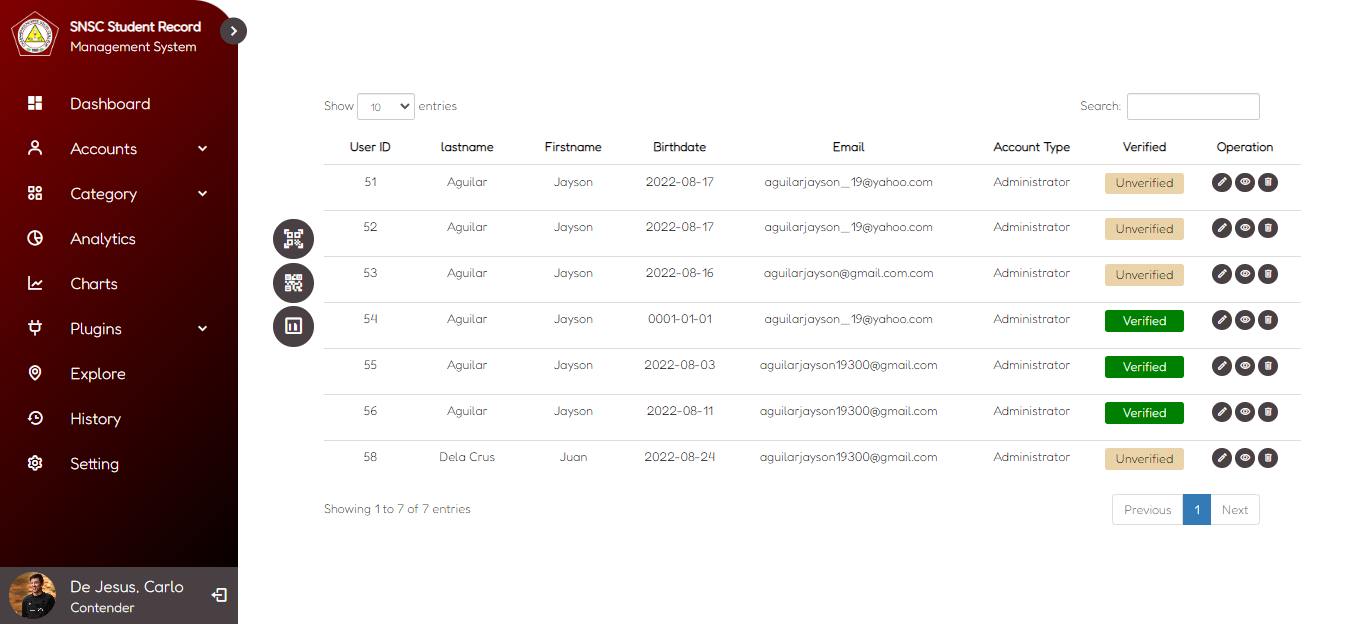 SNSC Student Record
Management System
Dashboard
Accounts
Category
Analytics
Charts
Plugins
Explore
History
Setting
De Jesus, Carlo
Contender
Show 10 entries
Search:
User ID lastname Firstname Birthdate Email Account Type Verified Operation
51 Aguilar Jayson 2022-08-17 aguilarjayson_19@yahoo.com Administrator Unverified
52 Aguilar Jayson 2022-08-17 aguilarjayson_19@yahoo.com Administrator Unverified
53 Aguilar Jayson 2022-08-16 aguilarjayson@gmail.com.com Administrator Unverified
54 Aguilar Jayson 0001-01-01 aguilarjayson_19@yahoo.com Administrator Verified
55 Aguilar Jayson 2022-08-03 aguilarjayson19300@gmail.com Administrator Verified
56 Aguilar Jayson 2022-08-11 aguilarjayson19300@gmail.com Administrator Verified
58 Dela Crus Juan 2022-08-24 aguilarjayson19300@gmail.com Administrator Unverified
Showing 1 to 7 of 7 entries
Previous 1 Next